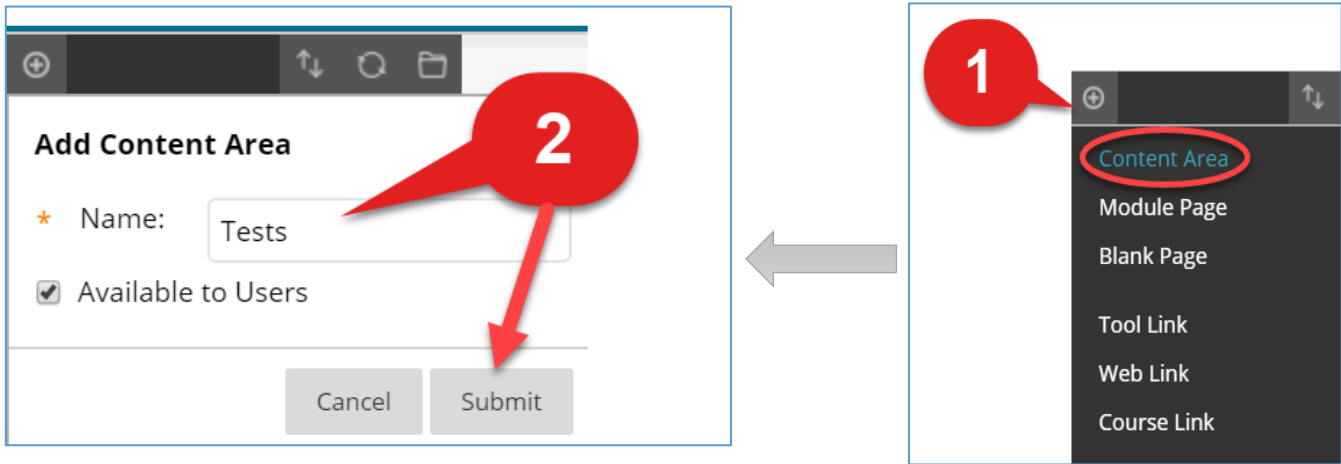 1
Content Area
Module Page
Blank Page
Tool Link
Web Link
Course Link
2
Add Content Area
* Name: Tests
Available to Users
Cancel Submit